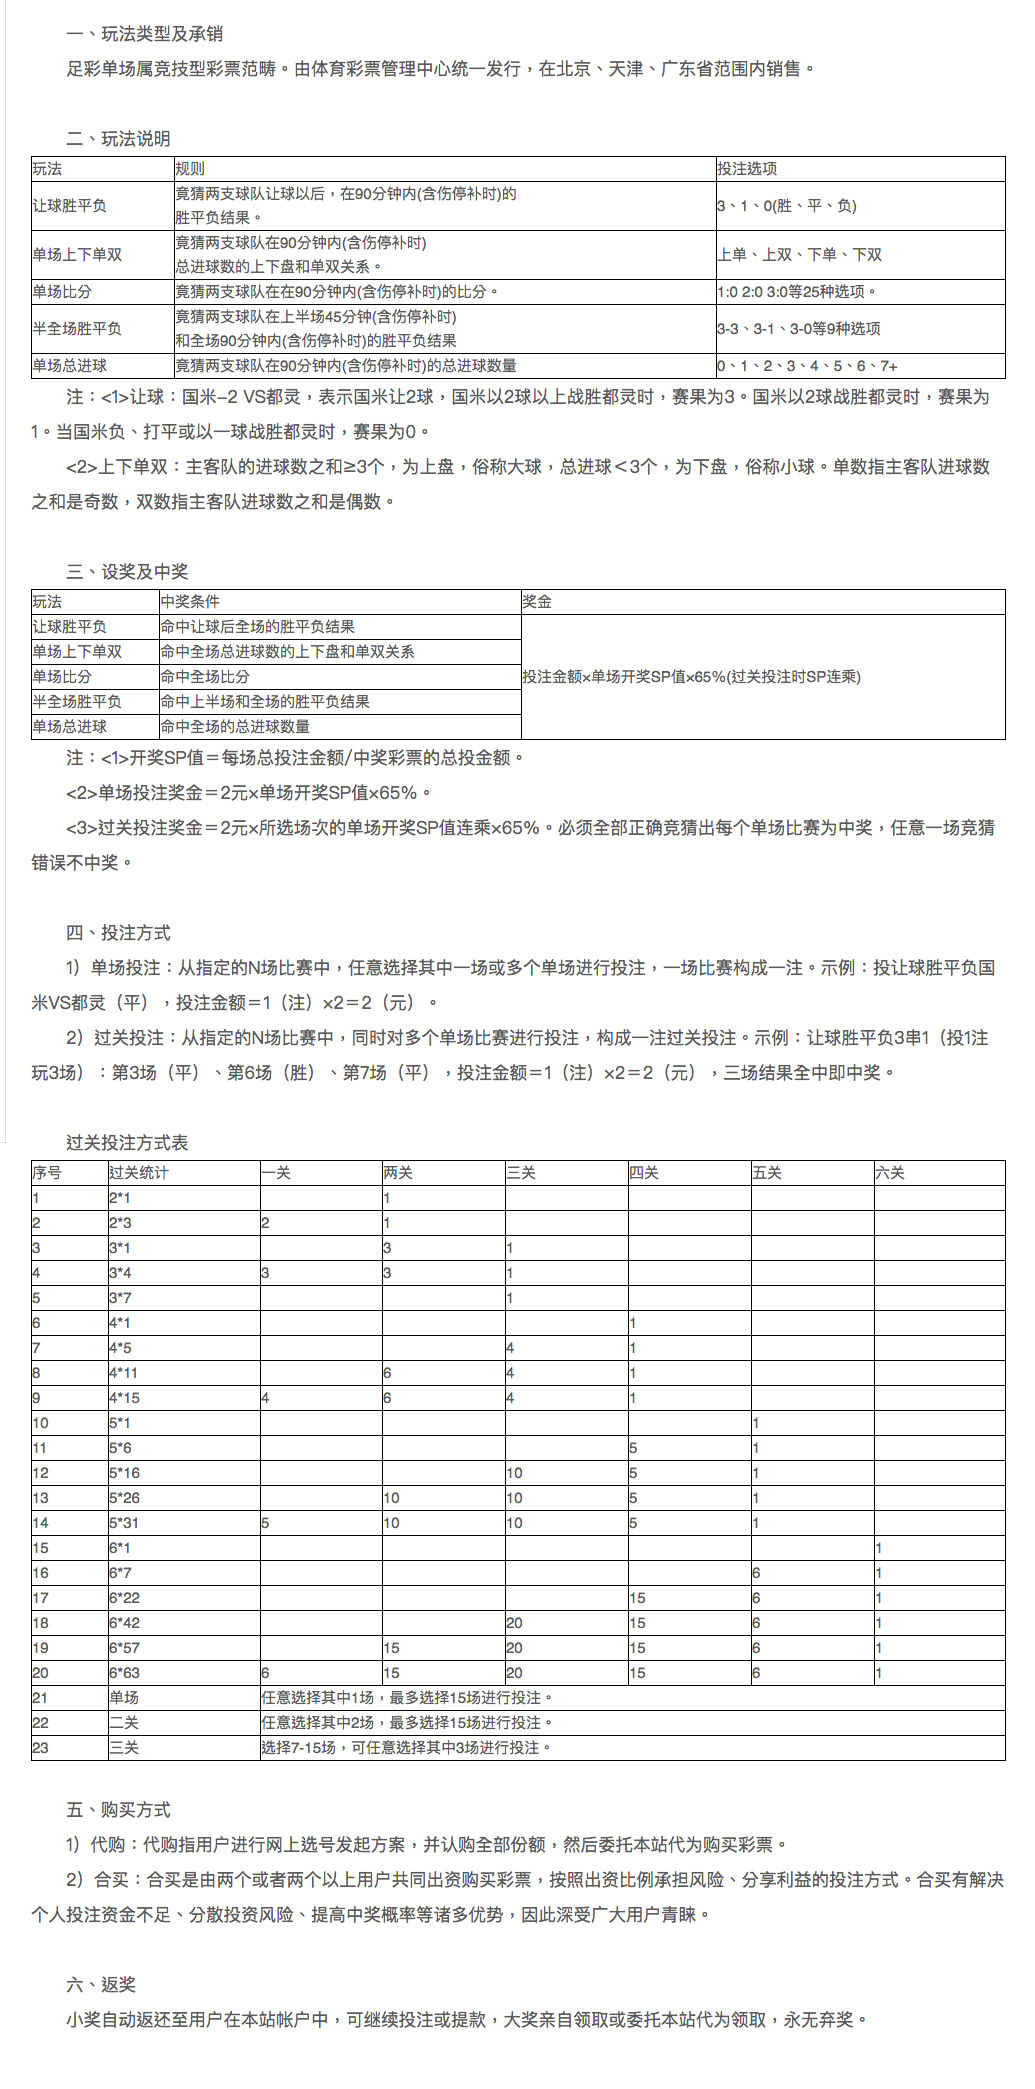 一、玩法类型及承销
足彩单场属竞技型彩票范畴。由体育彩票管理中心统一发行，在北京、天津、广东省范围内销售。
二、玩法说明
玩法 规则 投注选项
让球胜平负 竟猜两支球队让球以后，在90分钟内(含伤停补时)的
胜平负结果。 3、1、0(胜、平、负)
单场上下单双 竟猜两支球队在90分钟内(含伤停补时)
总进球数的上下盘和单双关系。 上单、上双、下单、下双
单场比分 竟猜两支球队在在90分钟内(含伤停补时)的比分。 1:0 2:0 3:0等25种选项。
半全场胜平负 竟猜两支球队在上半场45分钟(含伤停补时)
和全场90分钟内(含伤停补时)的胜平负结果 3-3、3-1、3-0等9种选项
单场总进球 竟猜两支球队在90分钟内(含伤停补时)的总进球数量 0、1、2、3、4、5、6、7+
注：<1>让球：国米−2 VS都灵，表示国米让2球，国米以2球以上战胜都灵时，赛果为3。国米以2球战胜都灵时，赛果为
1。当国米负、打平或以一球战胜都灵时，赛果为0。
<2>上下单双：主客队的进球数之和≥3个，为上盘，俗称大球，总进球＜3个，为下盘，俗称小球。单数指主客队进球数
之和是奇数，双数指主客队进球数之和是偶数。
三、设奖及中奖
玩法 中奖条件 奖金
让球胜平负 命中让球后全场的胜平负结果
单场上下单双 命中全场总进球数的上下盘和单双关系
单场比分 命中全场比分 投注金额×单场开奖SP值×65%(过关投注时SP连乘)
半全场胜平负 命中上半场和全场的胜平负结果
单场总进球 命中全场的总进球数量
注：<1>开奖SP值＝每场总投注金额/中奖彩票的总投金额。
<2>单场投注奖金＝2元×单场开奖SP值×65%。
<3>过关投注奖金＝2元×所选场次的单场开奖SP值连乘×65%。必须全部正确竞猜出每个单场比赛为中奖，任意一场竞猜
错误不中奖。
四、投注方式
1）单场投注：从指定的N场比赛中，任意选择其中一场或多个单场进行投注，一场比赛构成一注。示例：投让球胜平负国
米VS都灵（平），投注金额＝1（注）×2＝2（元）。
2）过关投注：从指定的N场比赛中，同时对多个单场比赛进行投注，构成一注过关投注。示例：让球胜平负3串1（投1注
玩3场）：第3场（平）、第6场（胜）、第7场（平），投注金额＝1（注）×2＝2（元），三场结果全中即中奖。
过关投注方式表
序号 过关统计 一关 两关 三关 四关 五关 六关
1 2*1 1
2 2*3 2 1
3 3*1 3 1
4 3*4 3 3 1
5 3*7 1
6 4*1 1
7 4*5 4 1
8 4*11 6 4 1
9 4*15 4 6 4 1
10 5*1 1
11 5*6 5 1
12 5*16 10 5 1
13 5*26 10 10 5 1
14 5*31 5 10 10 5 1
15 6*1 1
16 6*7 6 1
17 6*22 15 6 1
18 6*42 20 15 6 1
19 6*57 15 20 15 6 1
20 6*63 6 15 20 15 6 1
21 单场 任意选择其中1场，最多选择15场进行投注。
22 二关 任意选择其中2场，最多选择15场进行投注。
23 三关 选择7-15场，可任意选择其中3场进行投注。
五、购买方式
1）代购：代购指用户进行网上选号发起方案，并认购全部份额，然后委托本站代为购买彩票。
2）合买：合买是由两个或者两个以上用户共同出资购买彩票，按照出资比例承担风险、分享利益的投注方式。合买有解决
个人投注资金不足、分散投资风险、提高中奖概率等诸多优势，因此深受广大用户青睐。
六、返奖
小奖自动返还至用户在本站帐户中，可继续投注或提款，大奖亲自领取或委托本站代为领取，永无弃奖。